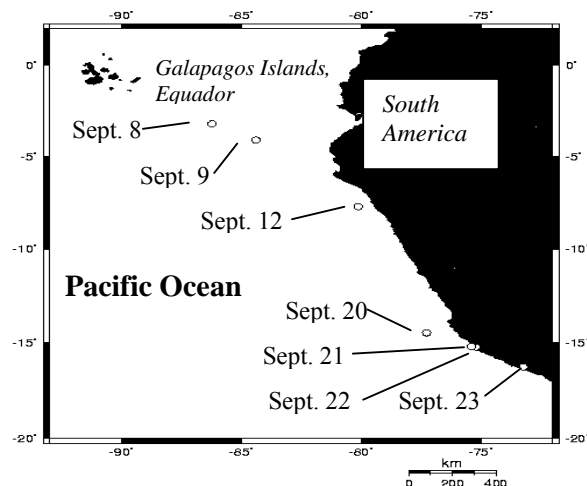 -90° -85° -80° -75°
0° 0°
Galapagos Islands,
Equador
South
America
Sept. 8
-5° -5°
Sept. 9
Sept. 12
-10° -10°
Pacific Ocean
Sept. 20
-15° -15°
Sept. 21
Sept. 22
Sept. 23
-20° -20°
-90° -85° -80° -75°
km
0 200 400